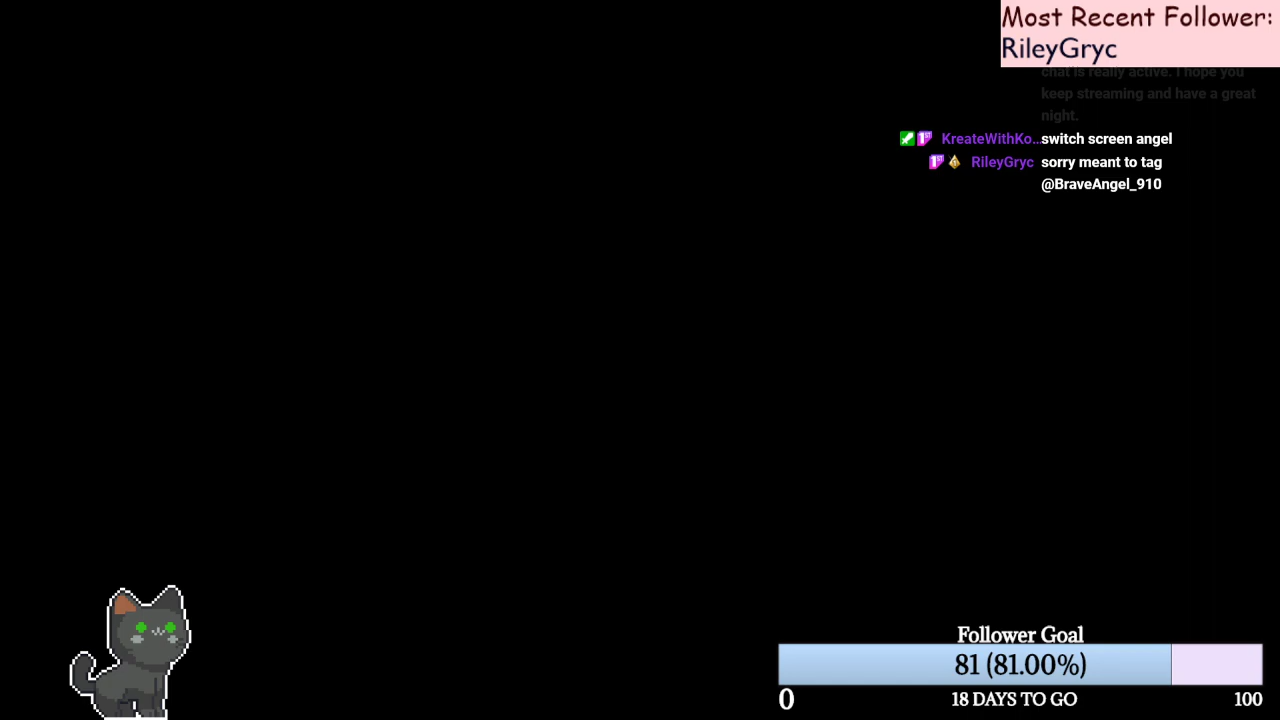 Most Recent Follower:
RileyGryc
chat is really active. I hope you
keep streaming and have a great
night.
KreateWithKo... switch screen angel
RileyGryc sorry meant to tag
@BraveAngel_910
Follower Goal
81 (81.00%)
0 18 DAYS TO GO 100